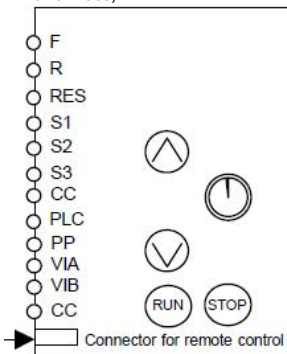 F
R
RES
S1
S2
S3
CC
PLC
PP
VIA
VIB
CC
RUN
STOP
Connector for remote control